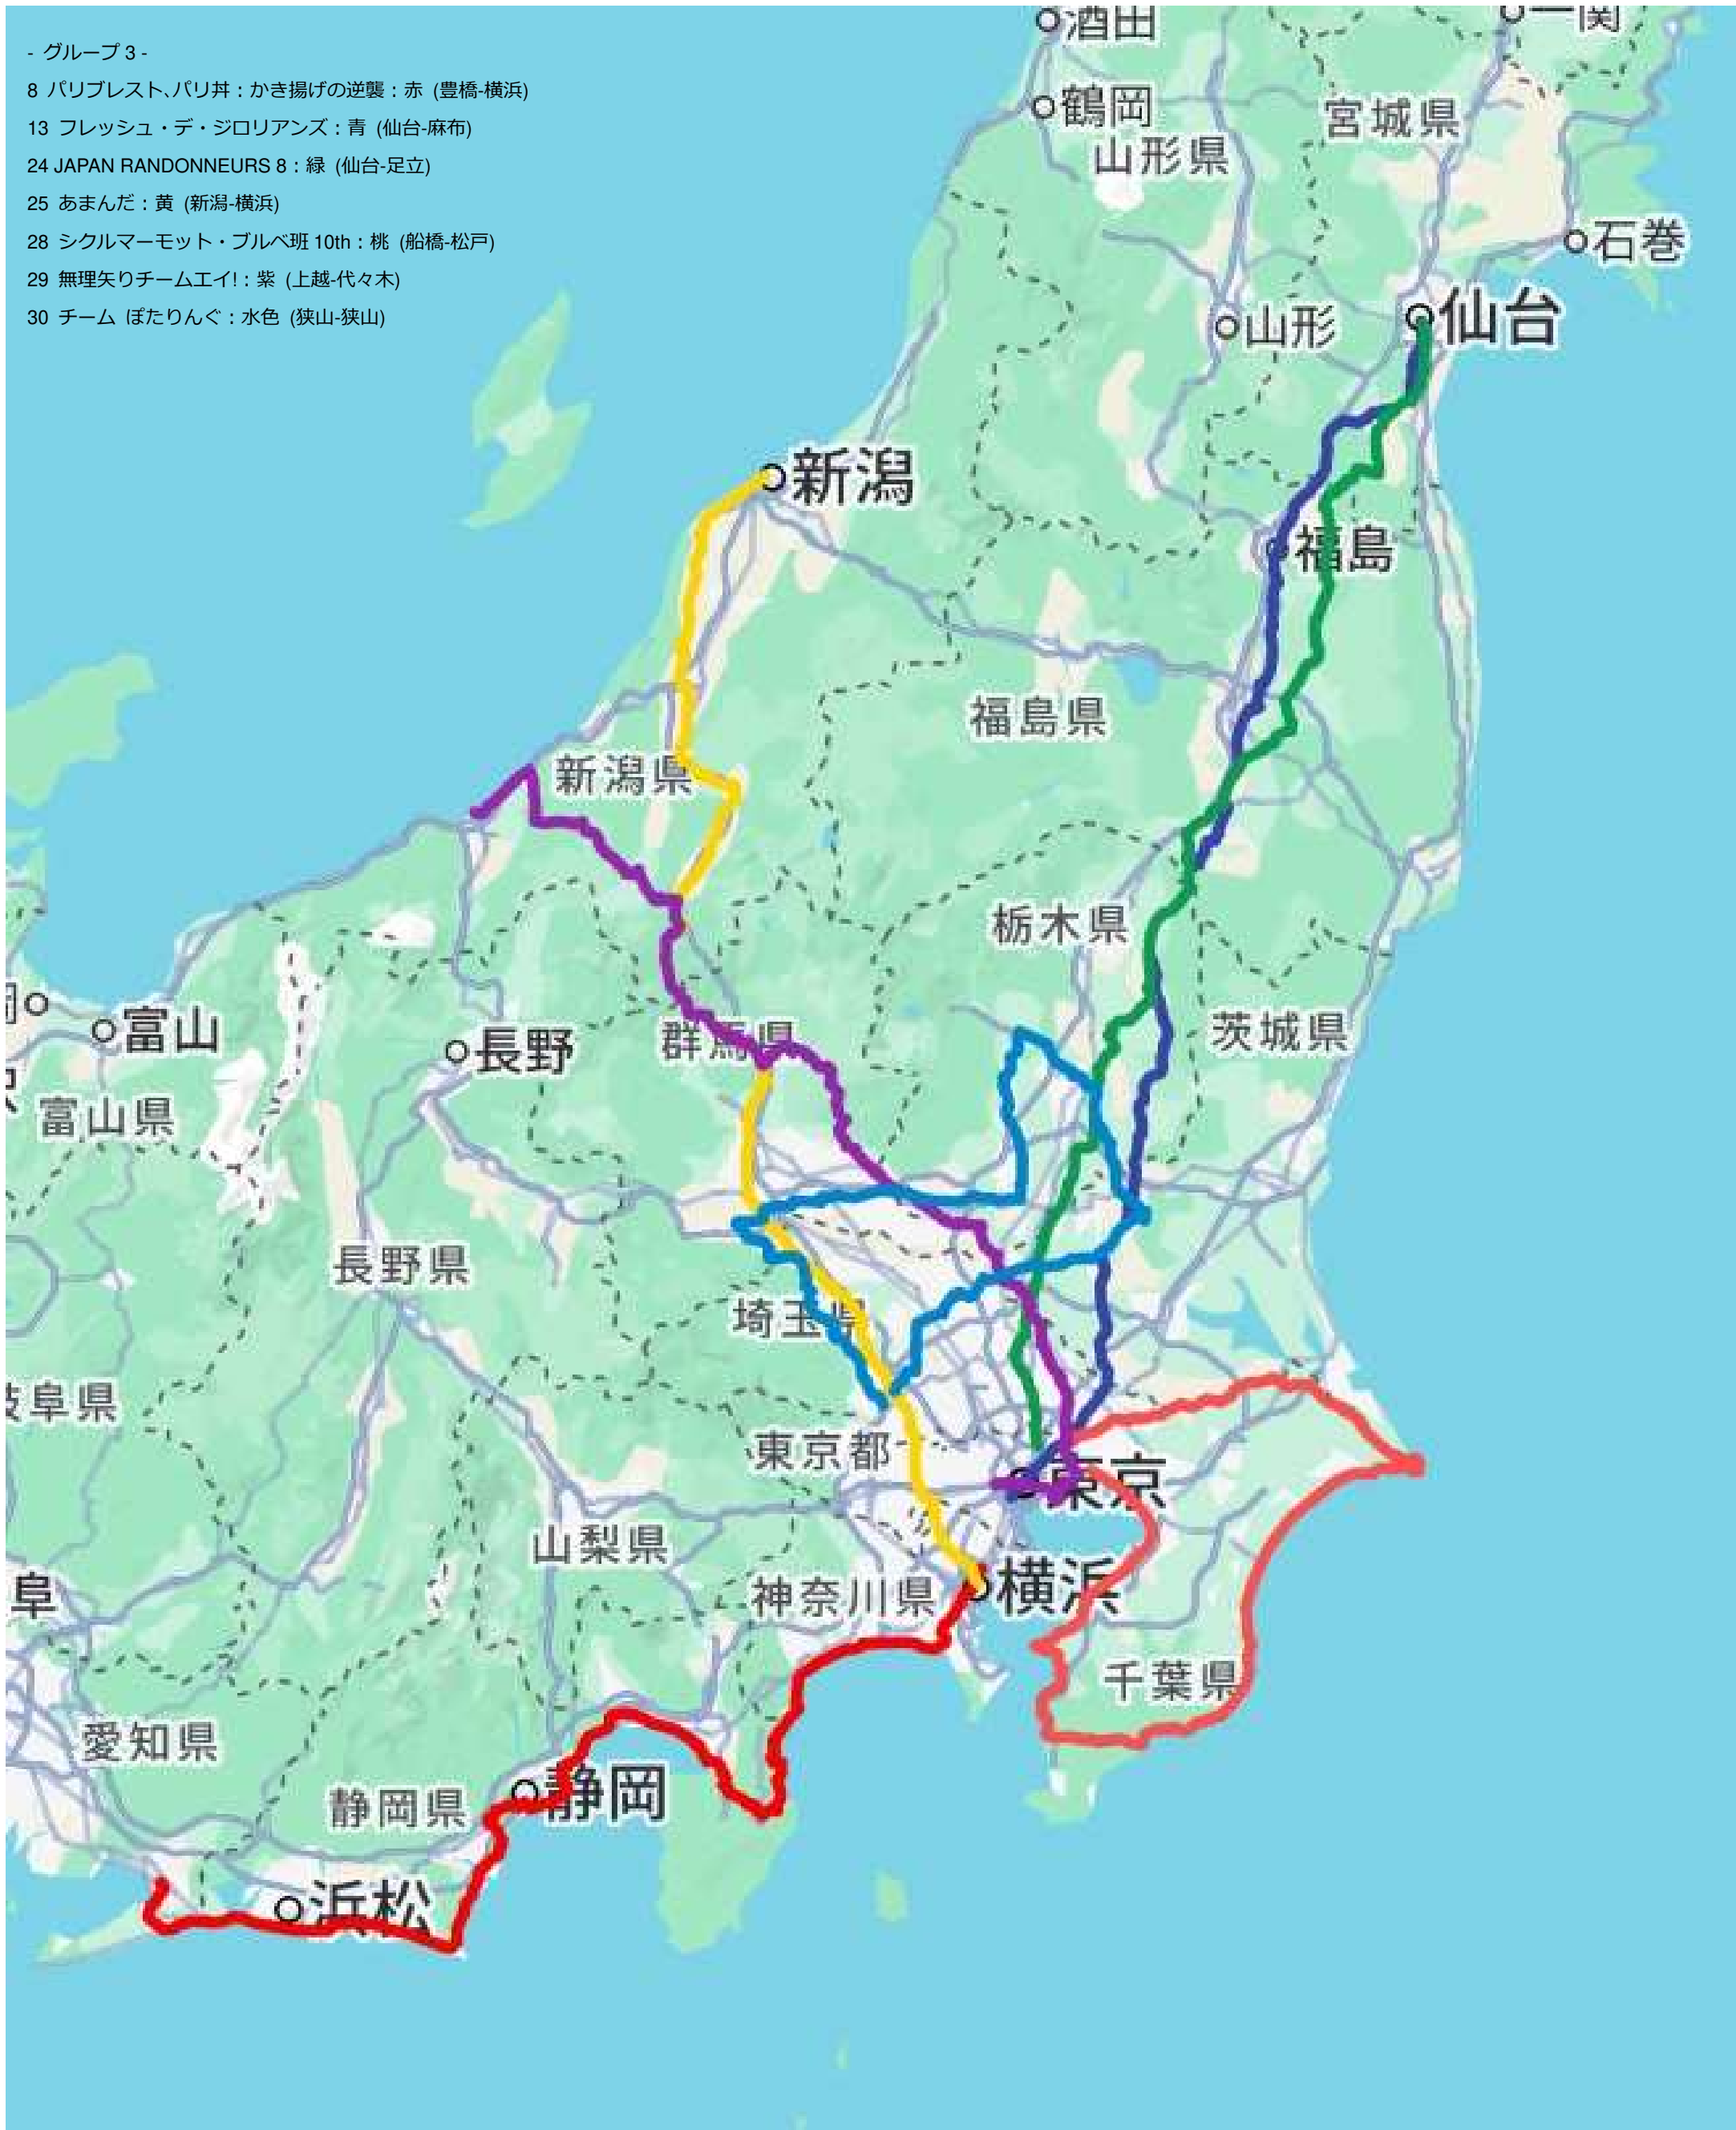 - グループ 3 -
8 パリブレスト､パリ丼：かき揚げの逆襲：赤 (豊橋-横浜)
13 フレッシュ・デ・ジロリアンズ：青 (仙台-麻布)
24 JAPAN RANDONNEURS 8：緑 (仙台-足立)
25 あまんだ：黄 (新潟-横浜)
28 シクルマーモット・ブルベ班 10th：桃 (船橋-松戸)
29 無理矢りチームエイ!：紫 (上越-代々木)
30 チーム ぽたりんぐ：水色 (狭山-狭山)
酒田
一関
鶴岡
宮城県
山形県
石巻
仙台
山形
新潟
福島
福島県
新潟県
栃木県
富山
長野
群馬県
茨城県
富山県
長野県
埼玉県
岐阜県
東京都
東京
山梨県
阜
神奈川県
横浜
千葉県
愛知県
静岡県
静岡
浜松